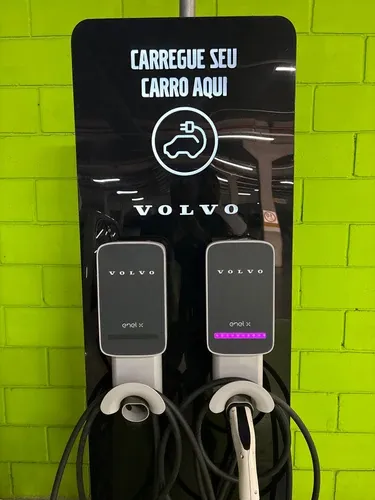 CARREGUE SEU
CARRO AQUI
VOLVO
VOLVO
enel x
VOLVO
enel x